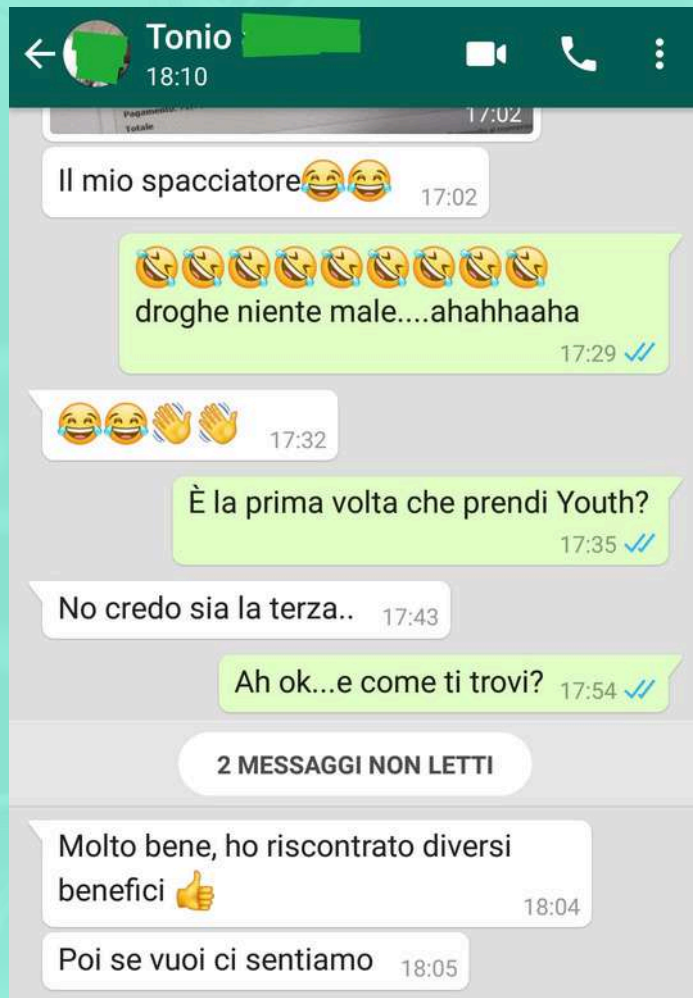 Tonio
18:10
Pagamento:
Totale
17:02
Il mio spacciatore😂😂 17:02
🤣🤣🤣🤣🤣🤣🤣🤣🤣
droghe niente male....ahahhaaha
17:29
😂😂👋👋 17:32
È la prima volta che prendi Youth?
17:35
No credo sia la terza.. 17:43
Ah ok...e come ti trovi? 17:54
2 MESSAGGI NON LETTI
Molto bene, ho riscontrato diversi
benefici 👍
18:04
Poi se vuoi ci sentiamo 18:05